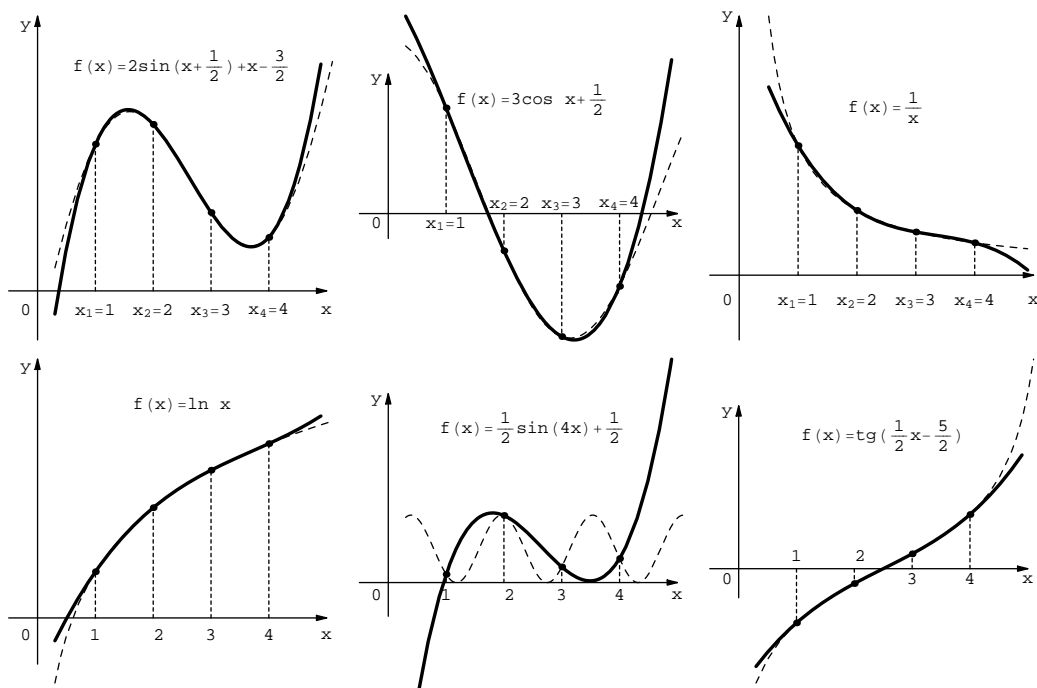 y
f(x)=2sin(x+1/2)+x-3/2
0
x₁=1 x₂=2 x₃=3 x₄=4 x
y
f(x)=3cos x+1/2
x₂=2 x₃=3 x₄=4
0 x₁=1 x
y
f(x)=1/x
0
x₁=1 x₂=2 x₃=3 x₄=4 x
y
f(x)=ln x
0 1 2 3 4 x
y
f(x)=1/2sin(4x)+1/2
0 1 2 3 4 x
y
f(x)=tg(1/2x-5/2)
1 2
0 3 4 x